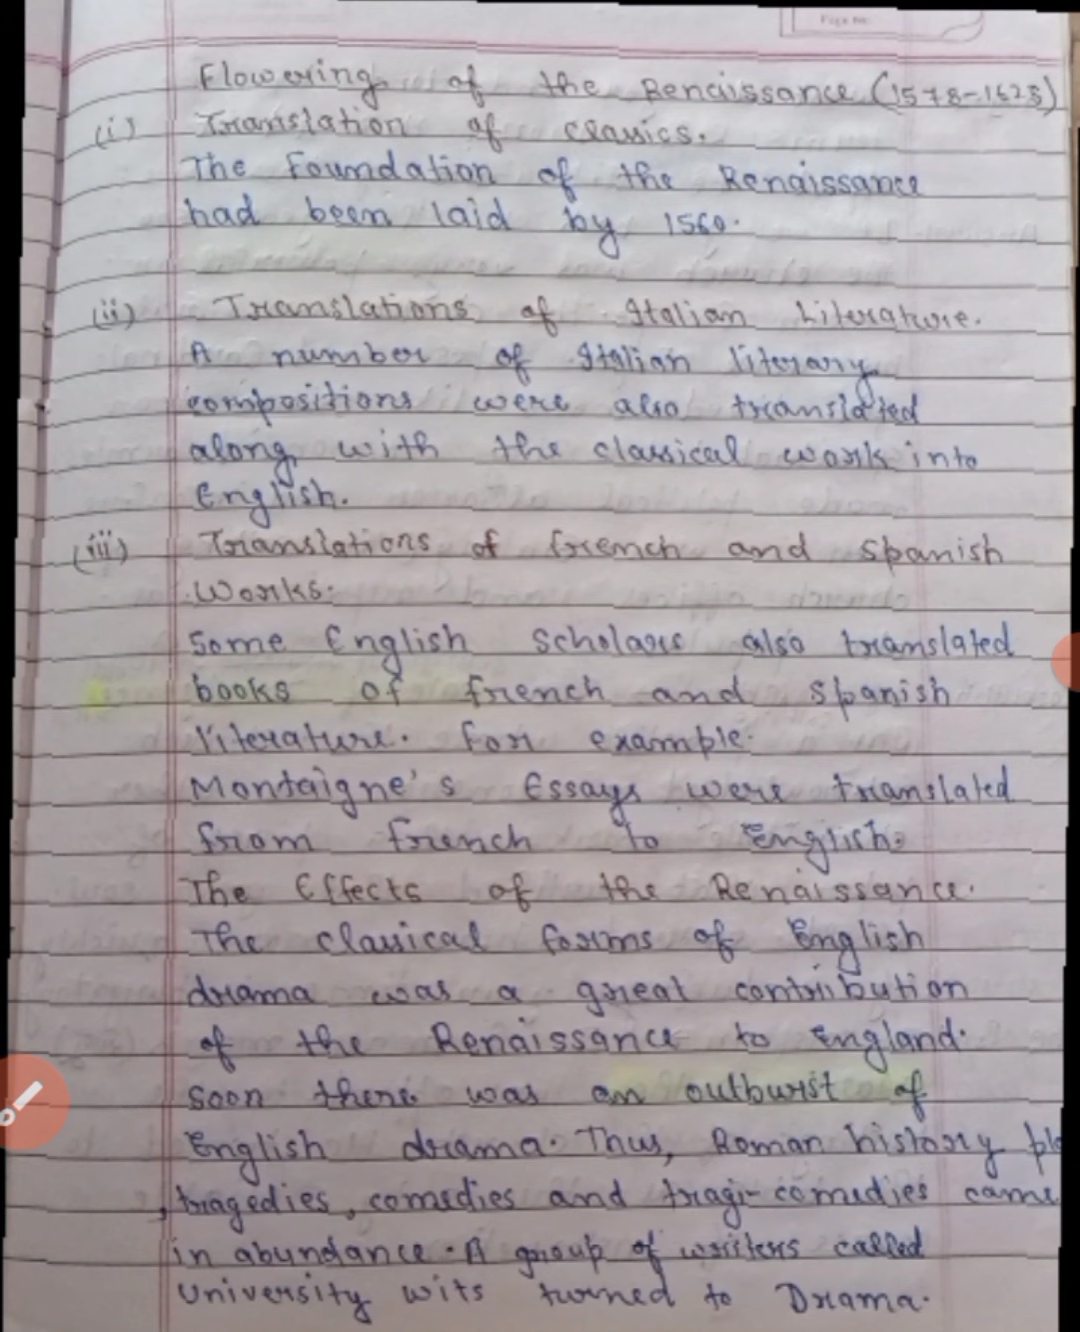 Page No.
Flowering of the Renaissance (1578-1625)
(i) Translation of classics.
The Foundation of the Renaissance
had been laid by 1560.
(ii) Translations of Italian Literature.
A number of Italian literary
compositions were also translated
along with the classical work into
English.
(iii) Translations of french and Spanish
Works.
Some English Scholars also translated
books of french and Spanish
literature. For example.
Montaigne's Essays were translated
from french to English.
The Effects of the Renaissance.
The classical forms of English
drama was a great contribution
of the Renaissance to England.
Soon there was an outburst of
English drama. Thus, Roman history
, tragedies, comedies and tragi-comedies came
in abundance. A group of writers called
University wits turned to Drama.